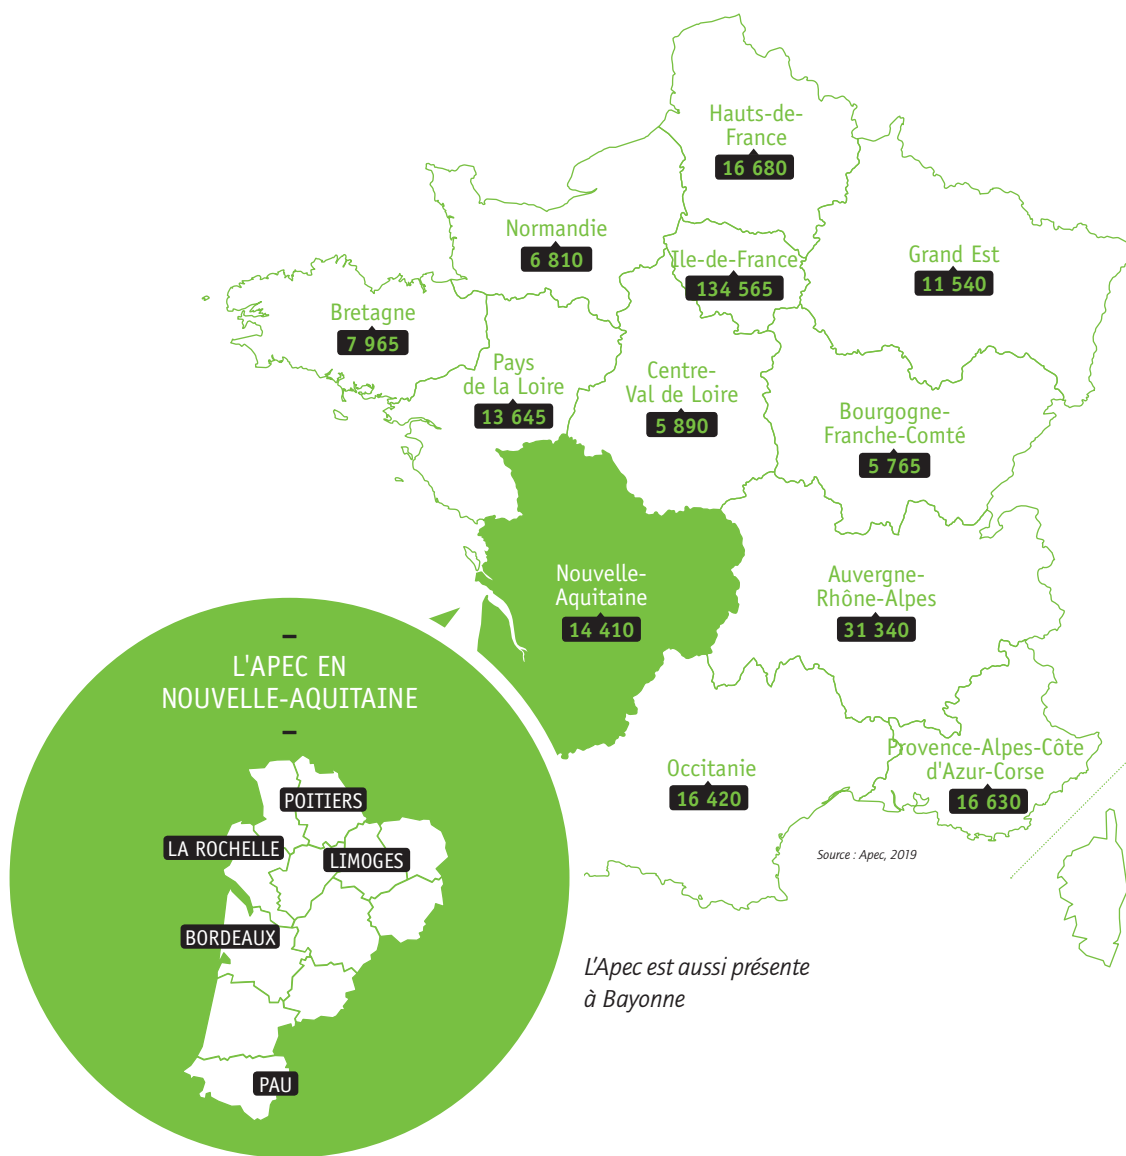 Hauts-de-
France
16 680
Normandie
6 810
Ile-de-France
134 565
Grand Est
11 540
Bretagne
7 965
Pays
de la Loire
13 645
Centre-
Val de Loire
5 890
Bourgogne-
Franche-Comté
5 765
Nouvelle-
Aquitaine
14 410
Auvergne-
Rhône-Alpes
31 340
Occitanie
16 420
Provence-Alpes-Côte
d'Azur-Corse
16 630
Source : Apec, 2019
L'APEC EN
NOUVELLE-AQUITAINE
POITIERS
LA ROCHELLE
LIMOGES
BORDEAUX
PAU
L'Apec est aussi présente
à Bayonne